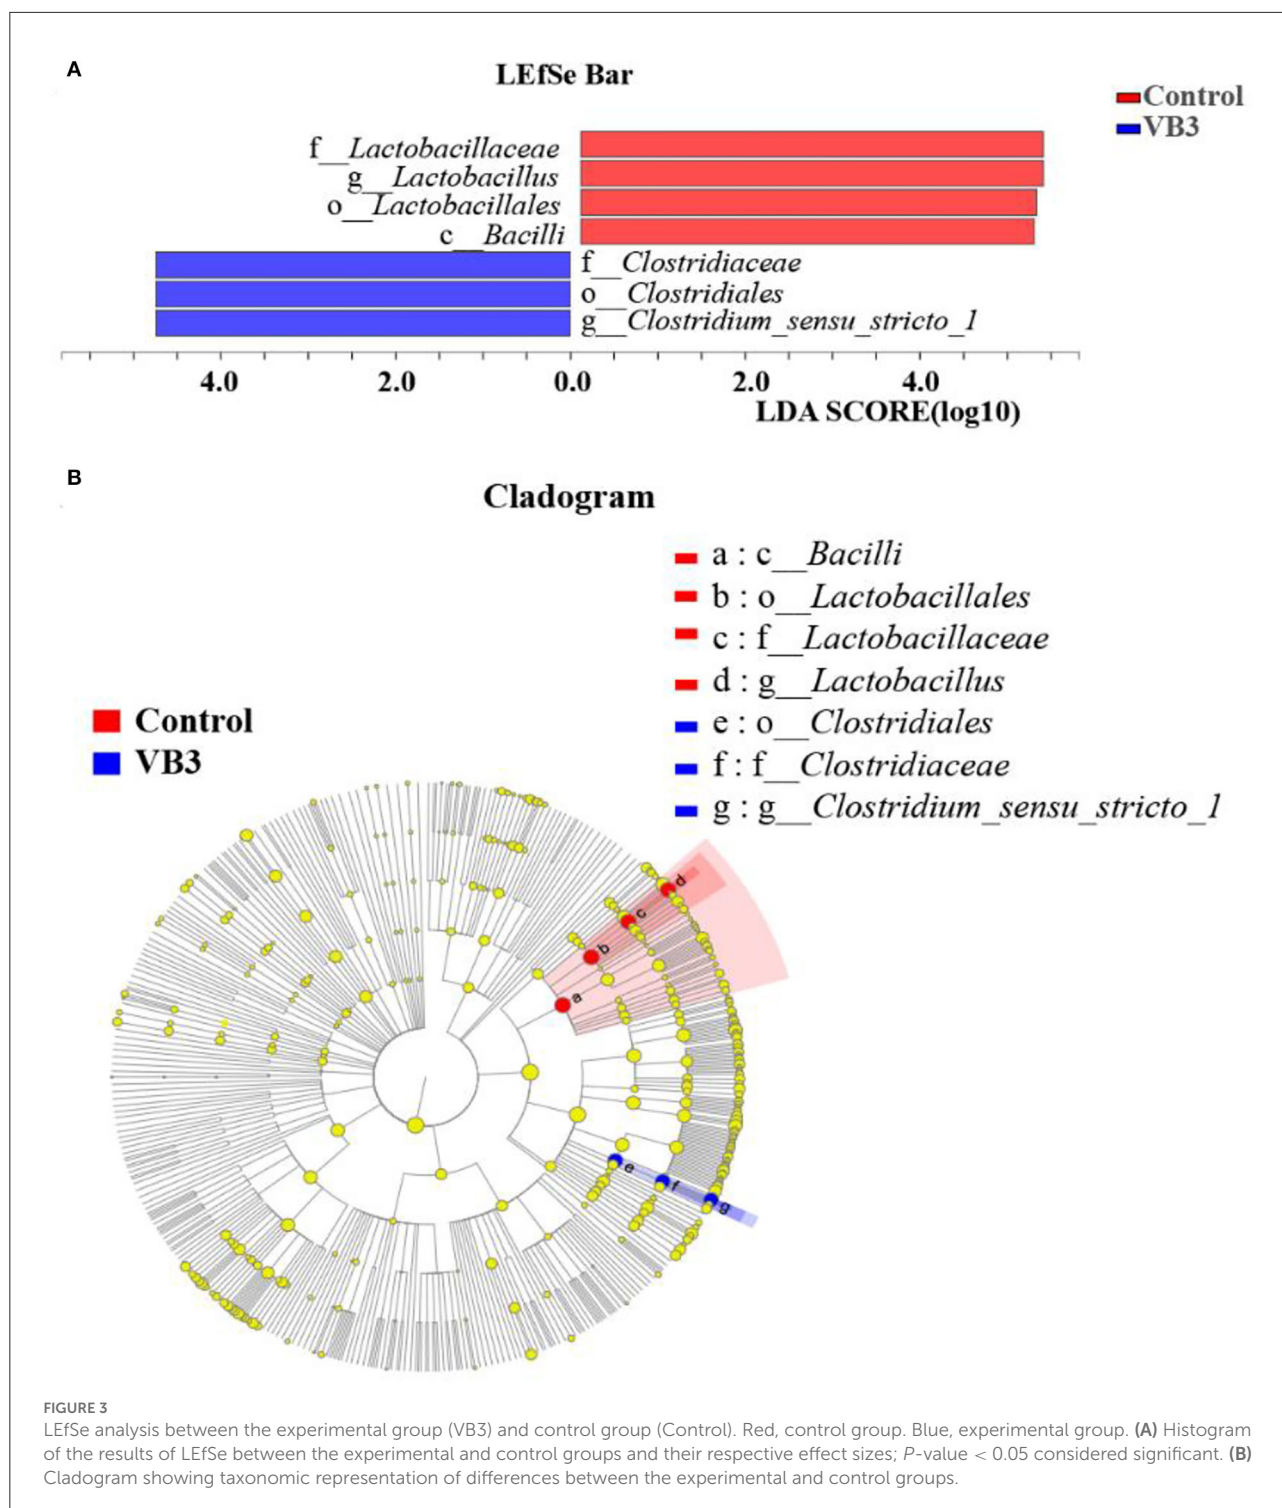 A
LEfSe Bar
Control
VB3
f__Lactobacillaceae
g__Lactobacillus
o__Lactobacillales
c__Bacilli
f__Clostridiaceae
o__Clostridiales
g__Clostridium_sensu_stricto_1
4.0 2.0 0.0 2.0 4.0
LDA SCORE(log10)
B
Cladogram
a : c__Bacilli
b : o__Lactobacillales
c : f__Lactobacillaceae
d : g__Lactobacillus
e : o__Clostridiales
f : f__Clostridiaceae
g : g__Clostridium_sensu_stricto_1
Control
VB3
d
c
b
a
e
f
g
FIGURE 3
LEfSe analysis between the experimental group (VB3) and control group (Control). Red, control group. Blue, experimental group. (A) Histogram
of the results of LEfSe between the experimental and control groups and their respective effect sizes; P-value < 0.05 considered significant. (B)
Cladogram showing taxonomic representation of differences between the experimental and control groups.